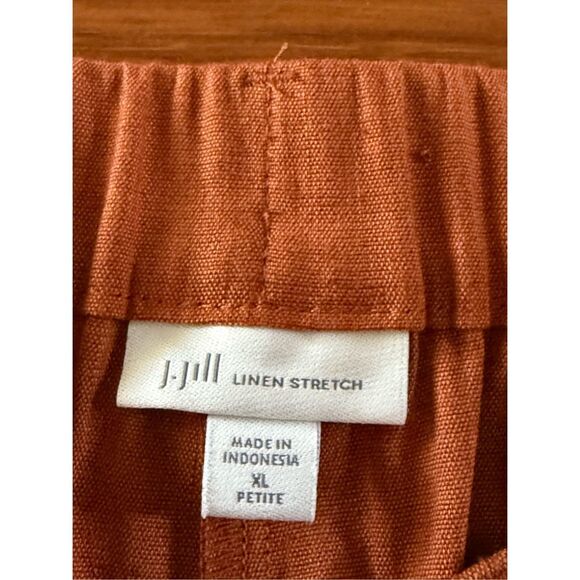 J.Jill LINEN STRETCH
MADE IN
INDONESIA
XL
PETITE